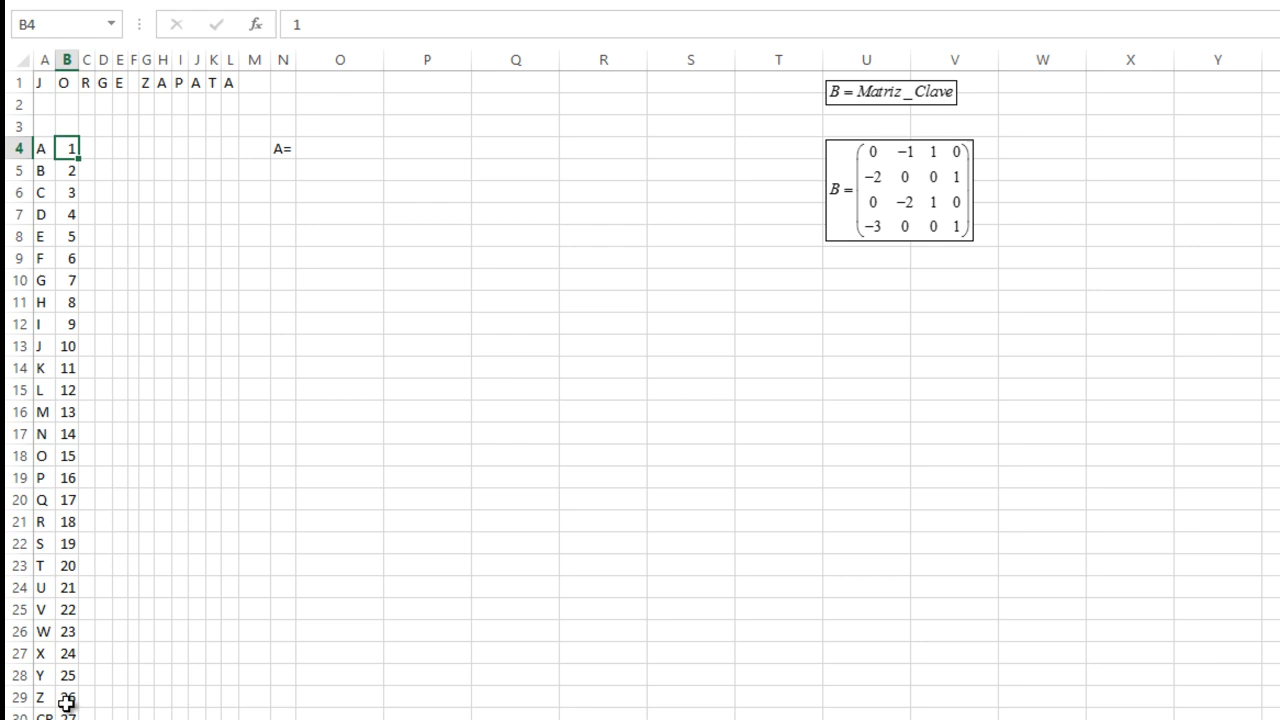 B4 fx 1
A B C D E F G H I J K L M N O P Q R S T U V W X Y
1 J O R G E Z A P A T A B = Matriz_Clave
2
3
4 A 1 A=
5 B 2
6 C 3
7 D 4
8 E 5
9 F 6
10 G 7
11 H 8
12 I 9
13 J 10
14 K 11
15 L 12
16 M 13
17 N 14
18 O 15
19 P 16
20 Q 17
21 R 18
22 S 19
23 T 20
24 U 21
25 V 22
26 W 23
27 X 24
28 Y 25
29 Z 26
30 27
0 −1 1 0
−2 0 0 1
B =
0 −2 1 0
−3 0 0 1